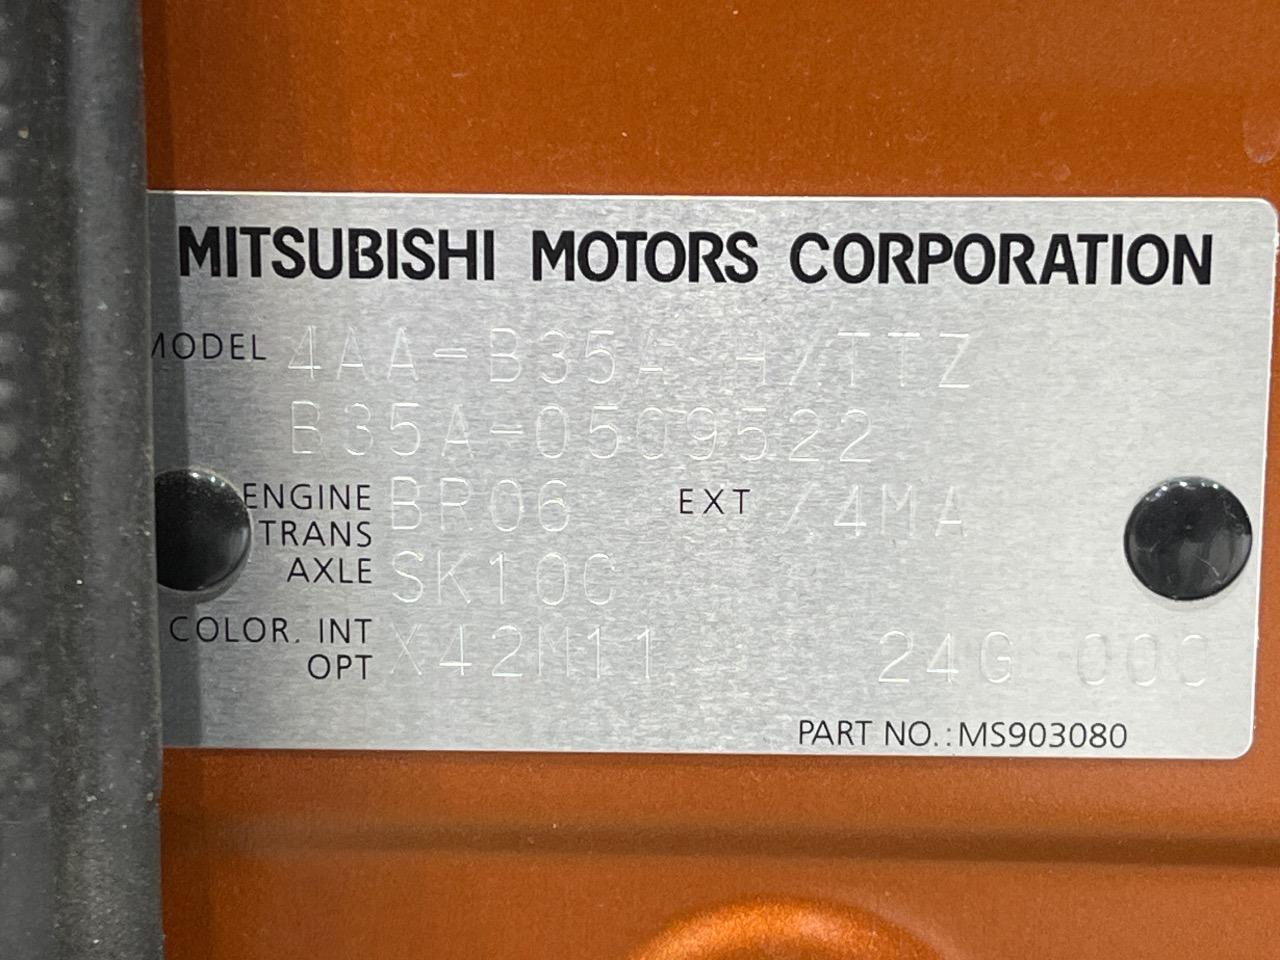 MITSUBISHI MOTORS CORPORATION
MODEL 4AA-B35A H/TTZ
B35A-0509522
ENGINE BR06 EXT /4MA
TRANS
AXLE SK10C
COLOR. INT
OPT X42M11 24G 000
PART NO.:MS903080